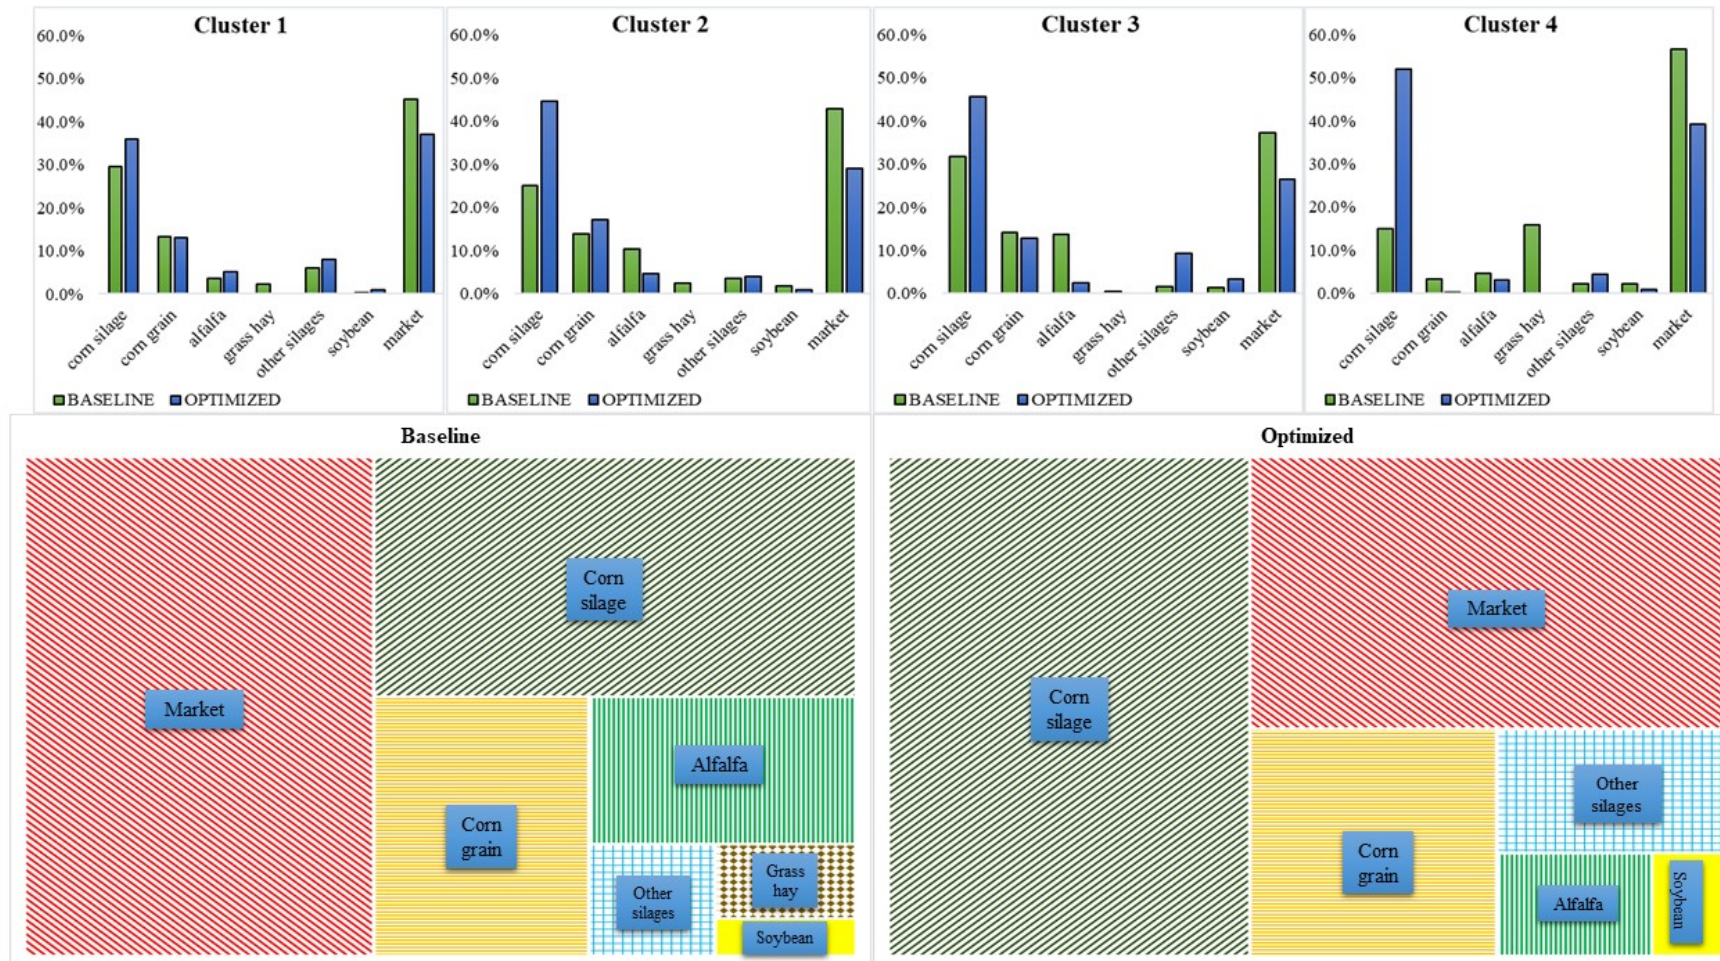 Cluster 1
60.0%
50.0%
40.0%
30.0%
20.0%
10.0%
0.0%
corn silage
corn grain
alfalfa
grass hay
other silages
soybean
market
BASELINE OPTIMIZED
Cluster 2
60.0%
50.0%
40.0%
30.0%
20.0%
10.0%
0.0%
corn silage
corn grain
alfalfa
grass hay
other silages
soybean
market
BASELINE OPTIMIZED
Cluster 3
60.0%
50.0%
40.0%
30.0%
20.0%
10.0%
0.0%
corn silage
corn grain
alfalfa
grass hay
other silages
soybean
market
BASELINE OPTIMIZED
Cluster 4
60.0%
50.0%
40.0%
30.0%
20.0%
10.0%
0.0%
corn silage
corn grain
alfalfa
grass hay
other silages
soybean
market
BASELINE OPTIMIZED
Baseline
Market
Corn
silage
Corn
grain
Alfalfa
Other
silages
Grass
hay
Soybean
Optimized
Corn
silage
Market
Corn
grain
Other
silages
Alfalfa
Soybean